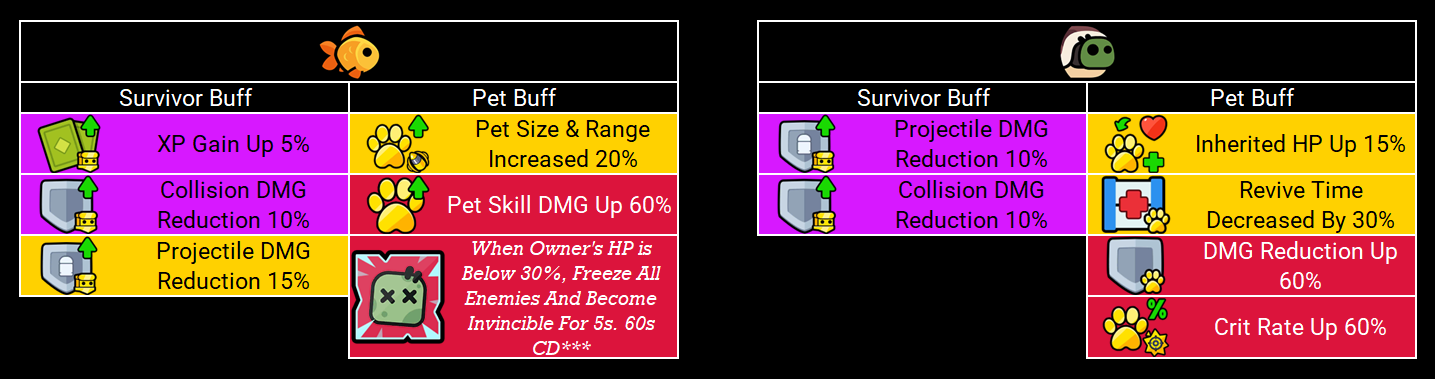 Survivor Buff
Pet Buff
XP Gain Up 5%
Pet Size & Range
Increased 20%
Collision DMG
Reduction 10%
Pet Skill DMG Up 60%
Projectile DMG
Reduction 15%
When Owner's HP is
Below 30%, Freeze All
Enemies And Become
Invincible For 5s. 60s
CD***
Survivor Buff
Pet Buff
Projectile DMG
Reduction 10%
Inherited HP Up 15%
Collision DMG
Reduction 10%
Revive Time
Decreased By 30%
DMG Reduction Up
60%
Crit Rate Up 60%